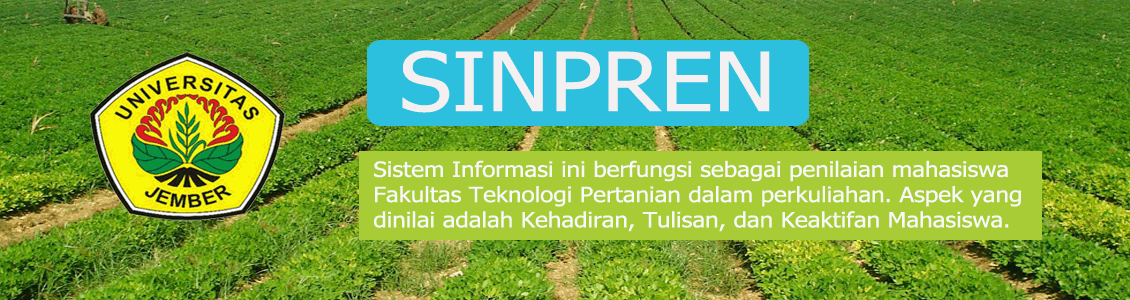 UNIVERSITAS
JEMBER
SINPREN
Sistem Informasi ini berfungsi sebagai penilaian mahasiswa
Fakultas Teknologi Pertanian dalam perkuliahan. Aspek yang
dinilai adalah Kehadiran, Tulisan, dan Keaktifan Mahasiswa.